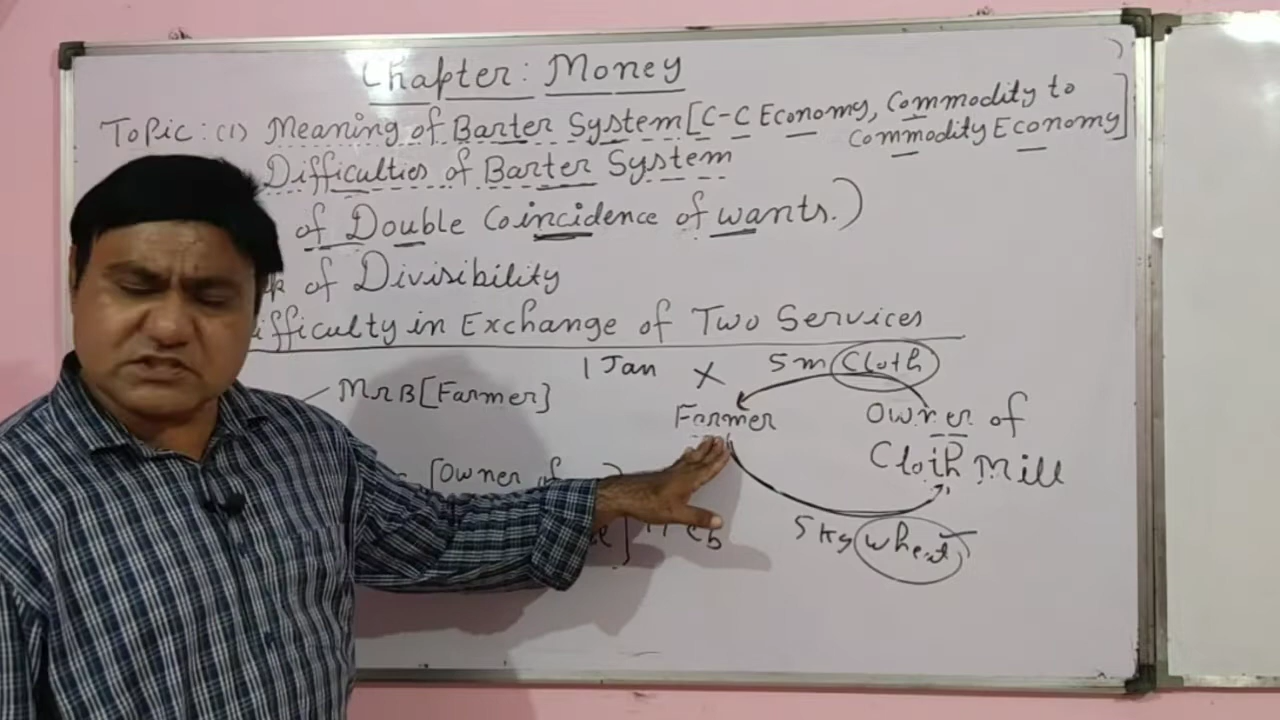 Chapter: Money
Topic: (1) Meaning of Barter System [C-C Economy, Commodity to
Commodity Economy]
Difficulties of Barter System
of Double Coincidence of wants.)
of Divisibility
ifficulty in Exchange of Two Services
1 Jan X 5m Cloth
Mr B [Farmer]
Farmer Owner of
Cloth Mill
[Owner of
5 kg wheat